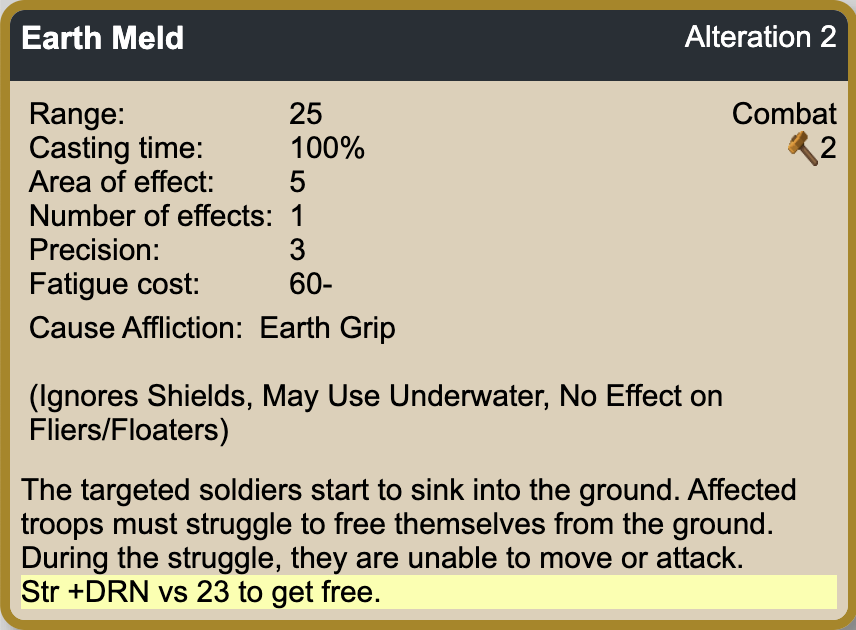 Earth Meld Alteration 2
Range: 25 Combat
Casting time: 100% 2
Area of effect: 5
Number of effects: 1
Precision: 3
Fatigue cost: 60-
Cause Affliction: Earth Grip
(Ignores Shields, May Use Underwater, No Effect on
Fliers/Floaters)
The targeted soldiers start to sink into the ground. Affected
troops must struggle to free themselves from the ground.
During the struggle, they are unable to move or attack.
Str +DRN vs 23 to get free.